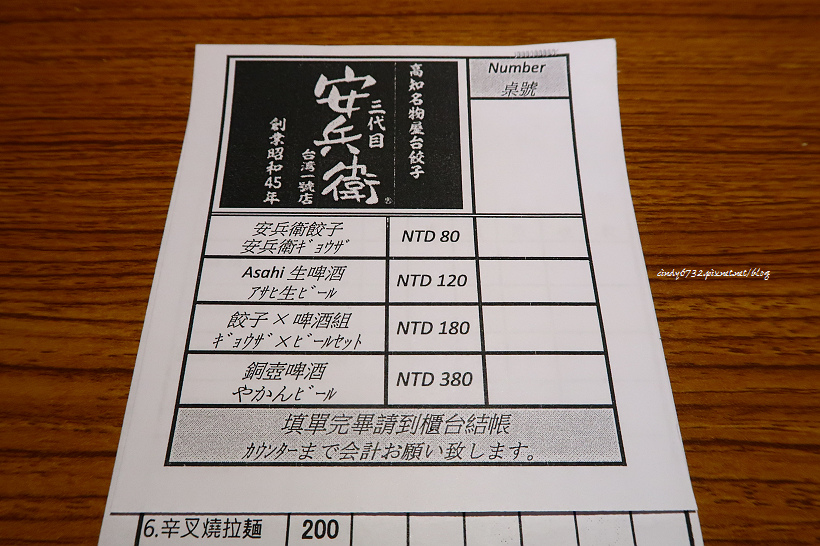 高知名物屋台餃子
三代目
安兵衛
台湾一號店
創業昭和45年
Number
桌號
安兵衛餃子
安兵衛ｷﾞｮｳｻﾞ
NTD 80
Asahi 生啤酒
ｱｻﾋ生ﾋﾞｰﾙ
NTD 120
餃子 × 啤酒組
ｷﾞｮｳｻﾞ×ﾋﾞｰﾙｾｯﾄ
NTD 180
銅壺啤酒
やかんﾋﾞｰﾙ
NTD 380
填單完畢請到櫃台結帳
ｶｳﾝﾀｰまで会計お願い致します。
6.辛叉燒拉麵
200
cindy6732.pixnet.net/blog